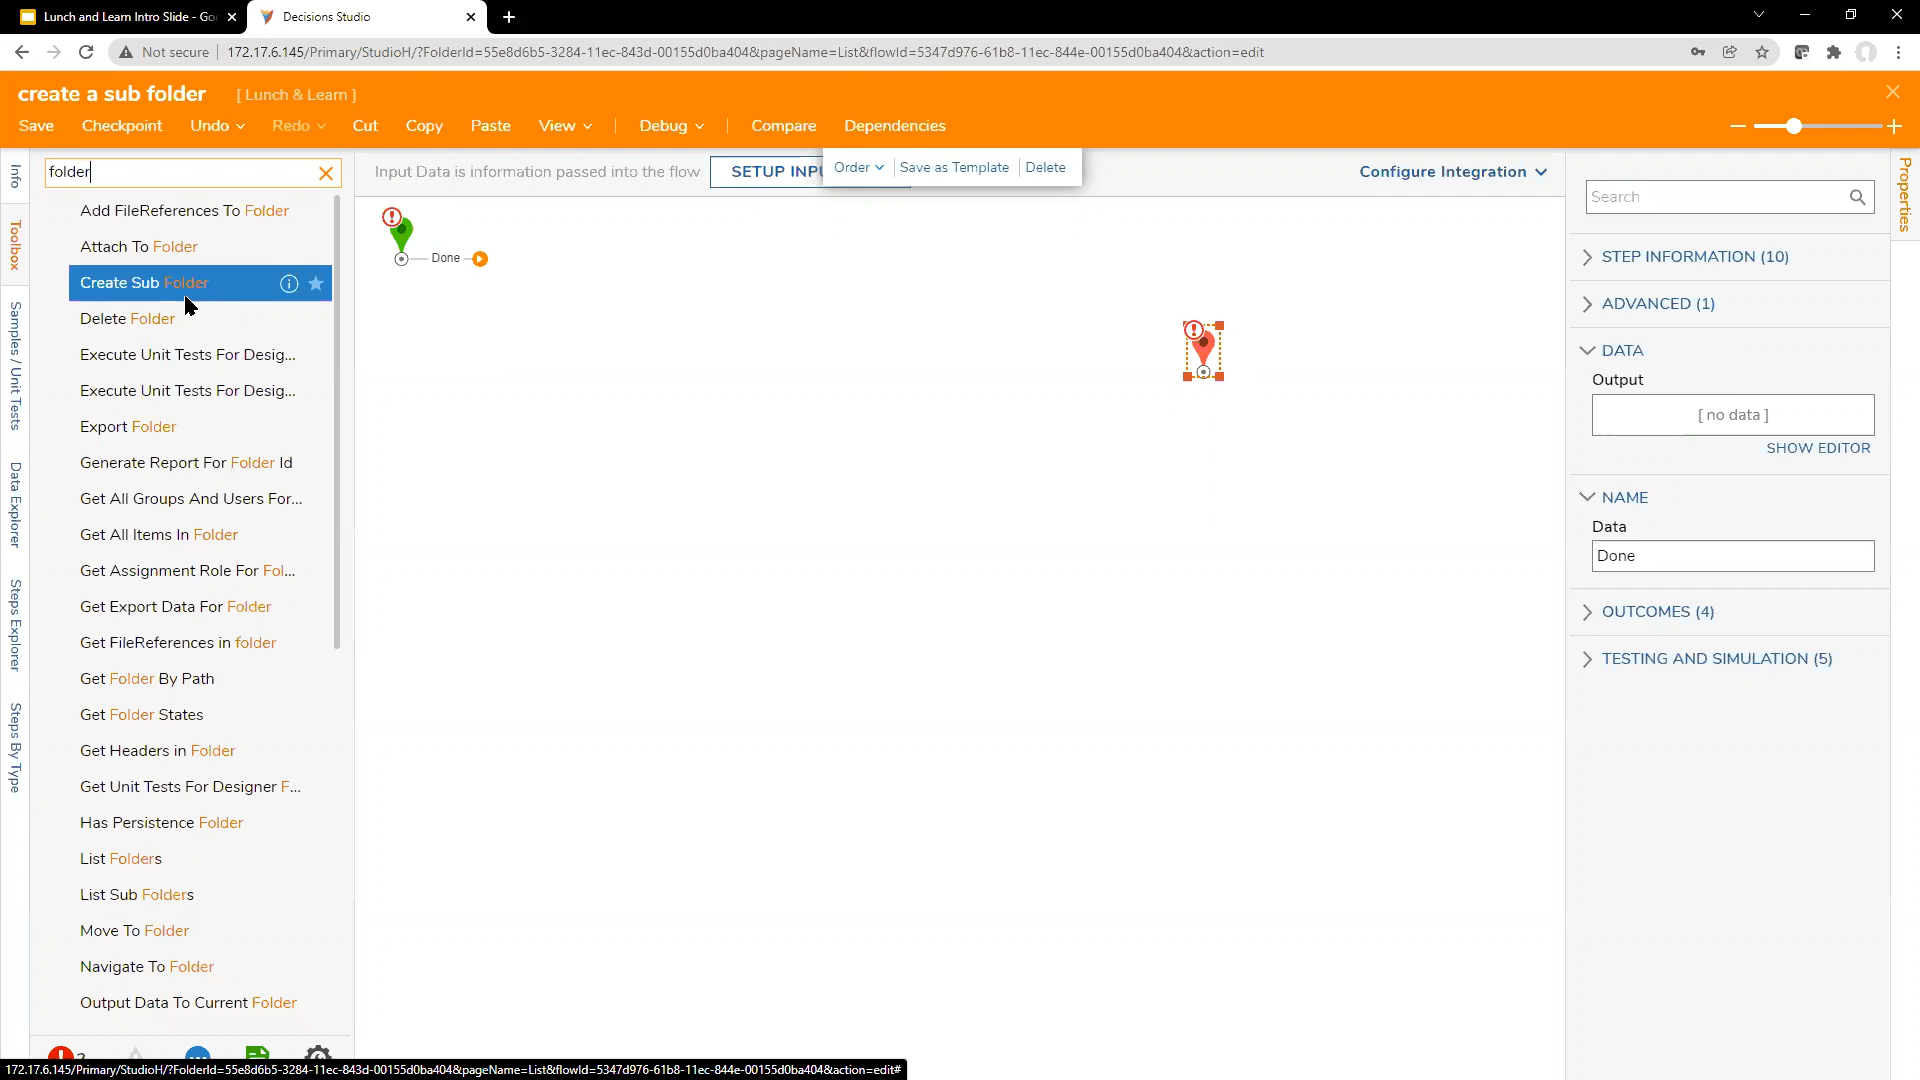 Lunch and Learn Intro Slide - Goo
Decisions Studio
Not secure
172.17.6.145/Primary/StudioH/?FolderId=55e8d6b5-3284-11ec-843d-00155d0ba404&pageName=List&flowId=5347d976-61b8-11ec-844e-00155d0ba404&action=edit
create a sub folder [ Lunch & Learn ]
Save Checkpoint Undo Redo Cut Copy Paste View Debug Compare Dependencies
Info
Toolbox
Samples / Unit Tests
Data Explorer
Steps Explorer
Steps By Type
folder
Add FileReferences To Folder
Attach To Folder
Create Sub Folder
Delete Folder
Execute Unit Tests For Desig...
Execute Unit Tests For Desig...
Export Folder
Generate Report For Folder Id
Get All Groups And Users For...
Get All Items In Folder
Get Assignment Role For Fol...
Get Export Data For Folder
Get FileReferences in folder
Get Folder By Path
Get Folder States
Get Headers in Folder
Get Unit Tests For Designer F...
Has Persistence Folder
List Folders
List Sub Folders
Move To Folder
Navigate To Folder
Output Data To Current Folder
2
Input Data is information passed into the flow
SETUP INPU
Order Save as Template Delete
Configure Integration
Done
Properties
Search
STEP INFORMATION (10)
ADVANCED (1)
DATA
Output
[ no data ]
SHOW EDITOR
NAME
Data
Done
OUTCOMES (4)
TESTING AND SIMULATION (5)
172.17.6.145/Primary/StudioH/?FolderId=55e8d6b5-3284-11ec-843d-00155d0ba404&pageName=List&flowId=5347d976-61b8-11ec-844e-00155d0ba404&action=edit#